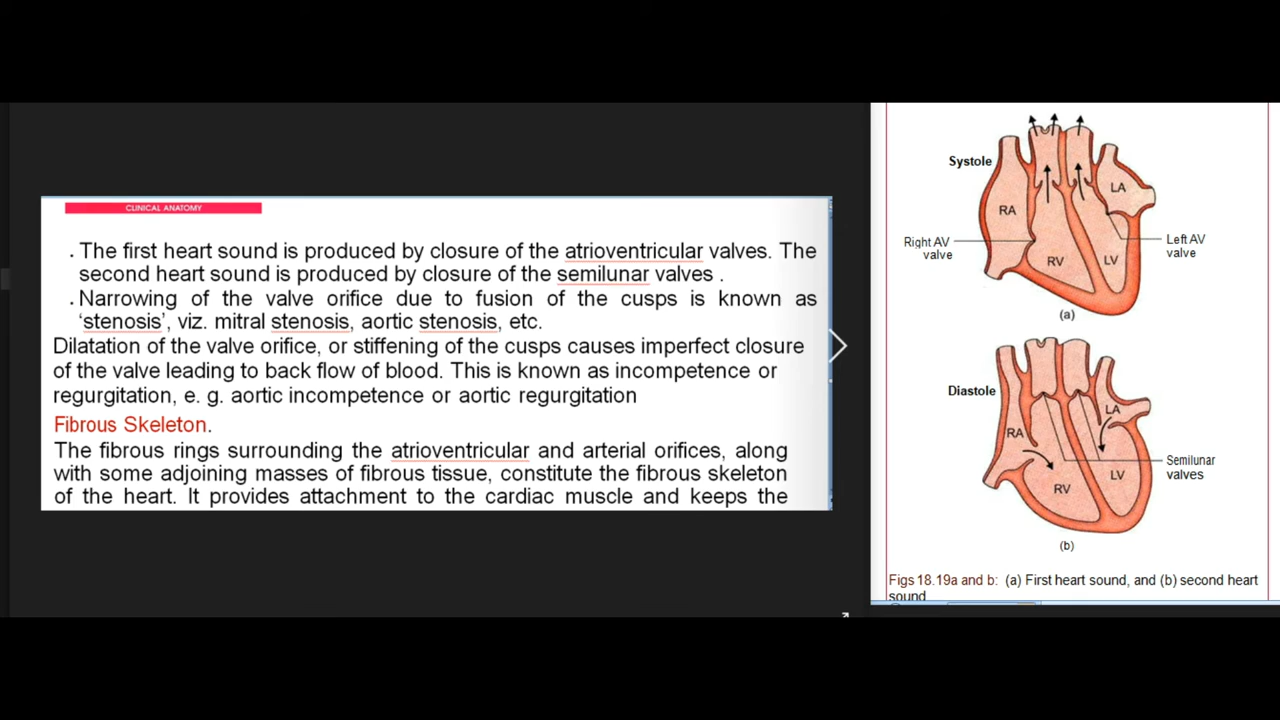 CLINICAL ANATOMY
. The first heart sound is produced by closure of the atrioventricular valves. The
second heart sound is produced by closure of the semilunar valves .
. Narrowing of the valve orifice due to fusion of the cusps is known as
‘stenosis’, viz. mitral stenosis, aortic stenosis, etc.
Dilatation of the valve orifice, or stiffening of the cusps causes imperfect closure
of the valve leading to back flow of blood. This is known as incompetence or
regurgitation, e. g. aortic incompetence or aortic regurgitation
Fibrous Skeleton.
The fibrous rings surrounding the atrioventricular and arterial orifices, along
with some adjoining masses of fibrous tissue, constitute the fibrous skeleton
of the heart. It provides attachment to the cardiac muscle and keeps the
Systole
LA
RA
Right AV
valve
Left AV
valve
RV
LV
(a)
Diastole
LA
RA
Semilunar
valves
LV
RV
(b)
Figs 18.19a and b: (a) First heart sound, and (b) second heart
sound